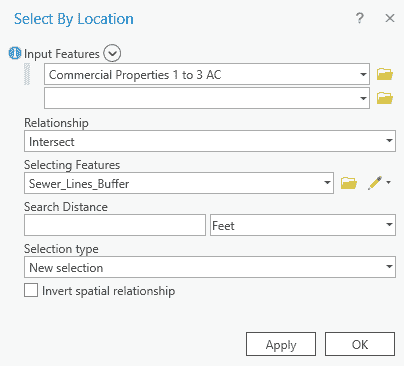 Select By Location ? ×
Input Features
Commercial Properties 1 to 3 AC
Relationship
Intersect
Selecting Features
Sewer_Lines_Buffer
Search Distance
Feet
Selection type
New selection
Invert spatial relationship
Apply OK